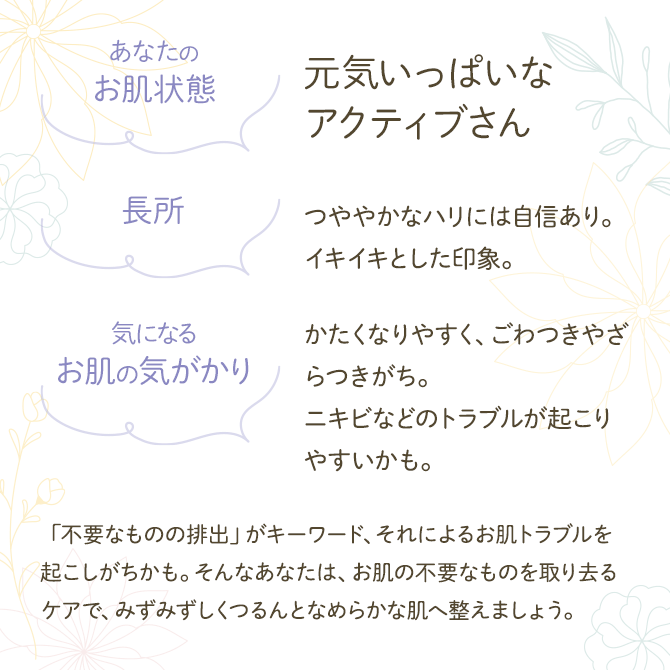 あなたの
お肌状態
元気いっぱいな
アクティブさん
長所
つややかなハリには自信あり。
イキイキとした印象。
気になる
お肌の気がかり
かたくなりやすく、ごわつきやざ
らつきがち。
ニキビなどのトラブルが起こり
やすいかも。
「不要なものの排出」がキーワード、それによるお肌トラブルを
起こしがちかも。そんなあなたは、お肌の不要なものを取り去る
ケアで、みずみずしくつるんとなめらかな肌へ整えましょう。